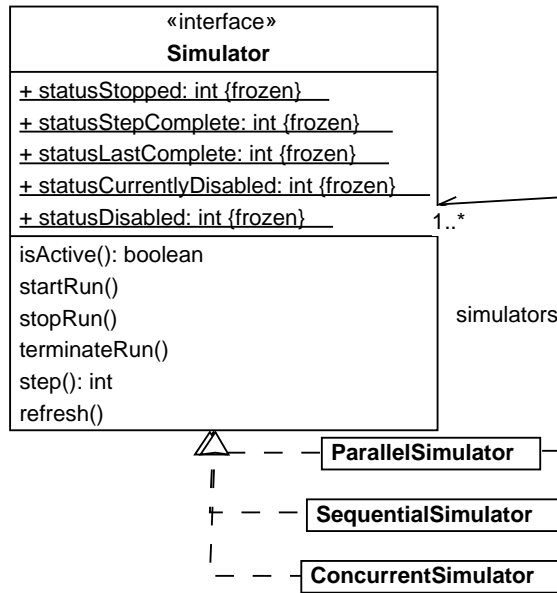 «interface»
Simulator
+ statusStopped: int {frozen}
+ statusStepComplete: int {frozen}
+ statusLastComplete: int {frozen}
+ statusCurrentlyDisabled: int {frozen}
+ statusDisabled: int {frozen}
1..*
isActive(): boolean
startRun()
stopRun()
simulators
terminateRun()
step(): int
refresh()
ParallelSimulator
SequentialSimulator
ConcurrentSimulator